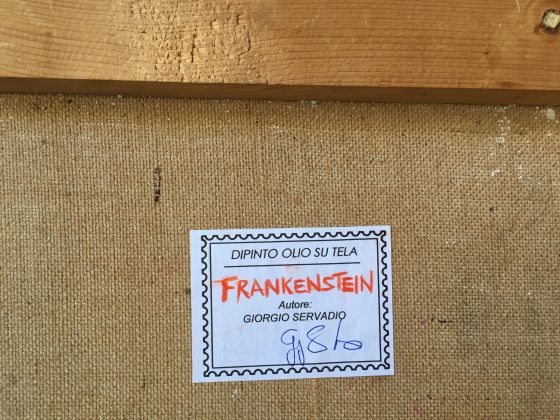 DIPINTO OLIO SU TELA
FRANKENSTEIN
Autore:
GIORGIO SERVADIO